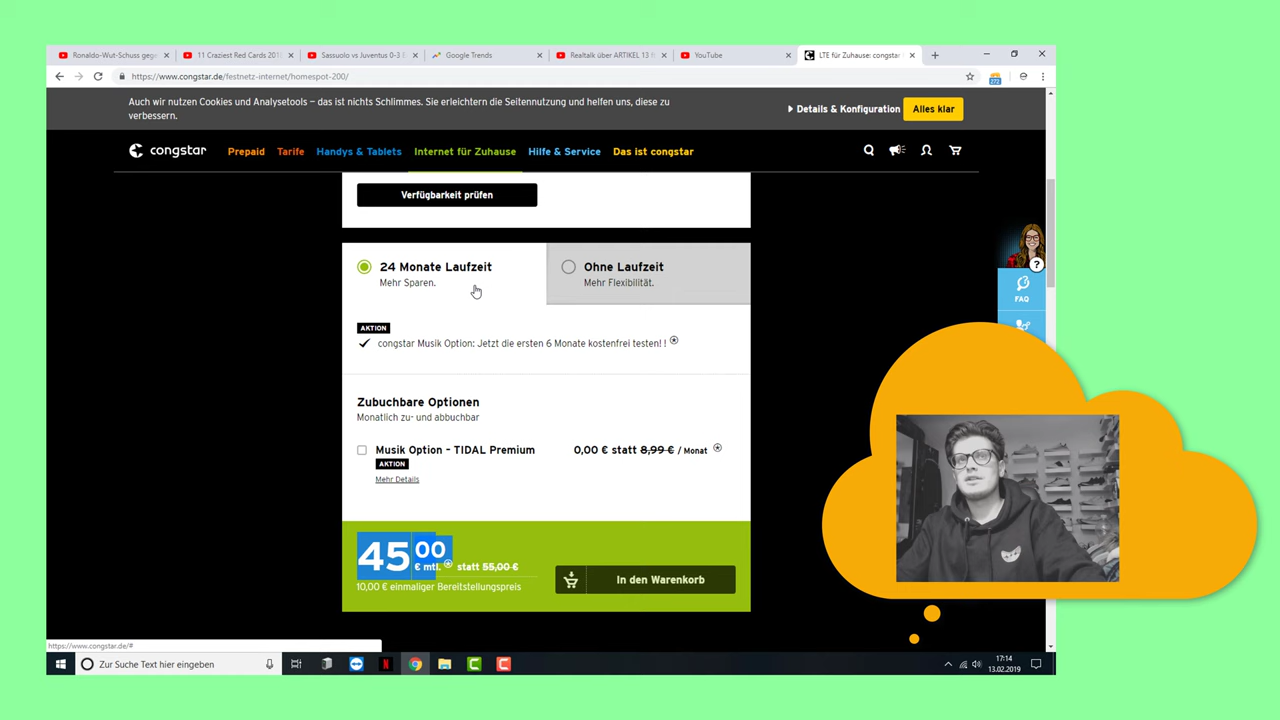 Ronaldo-Wut-Schuss geg
11 Craziest Red Cards 201
Sassuolo vs Juventus 0-3
Google Trends
Realtalk über ARTIKEL 13
YouTube
LTE für Zuhause: congstar
https://www.congstar.de/festnetz-internet/homespot-200/
272
Auch wir nutzen Cookies und Analysetools – das ist nichts Schlimmes. Sie erleichtern die Seitennutzung und helfen uns, diese zu
verbessern.
Details & Konfiguration
Alles klar
congstar
Prepaid
Tarife
Handys & Tablets
Internet für Zuhause
Hilfe & Service
Das ist congstar
Verfügbarkeit prüfen
24 Monate Laufzeit
Mehr Sparen.
Ohne Laufzeit
Mehr Flexibilität.
?
FAQ
AKTION
congstar Musik Option: Jetzt die ersten 6 Monate kostenfrei testen! !
Zubuchbare Optionen
Monatlich zu- und abbuchbar
Musik Option - TIDAL Premium
0,00 € statt 8,99 € / Monat
AKTION
Mehr Details
45 00
€ mtl. statt 55,00 €
10,00 € einmaliger Bereitstellungspreis
In den Warenkorb
https://www.congstar.de/#
Zur Suche Text hier eingeben
17:14
13.02.2019